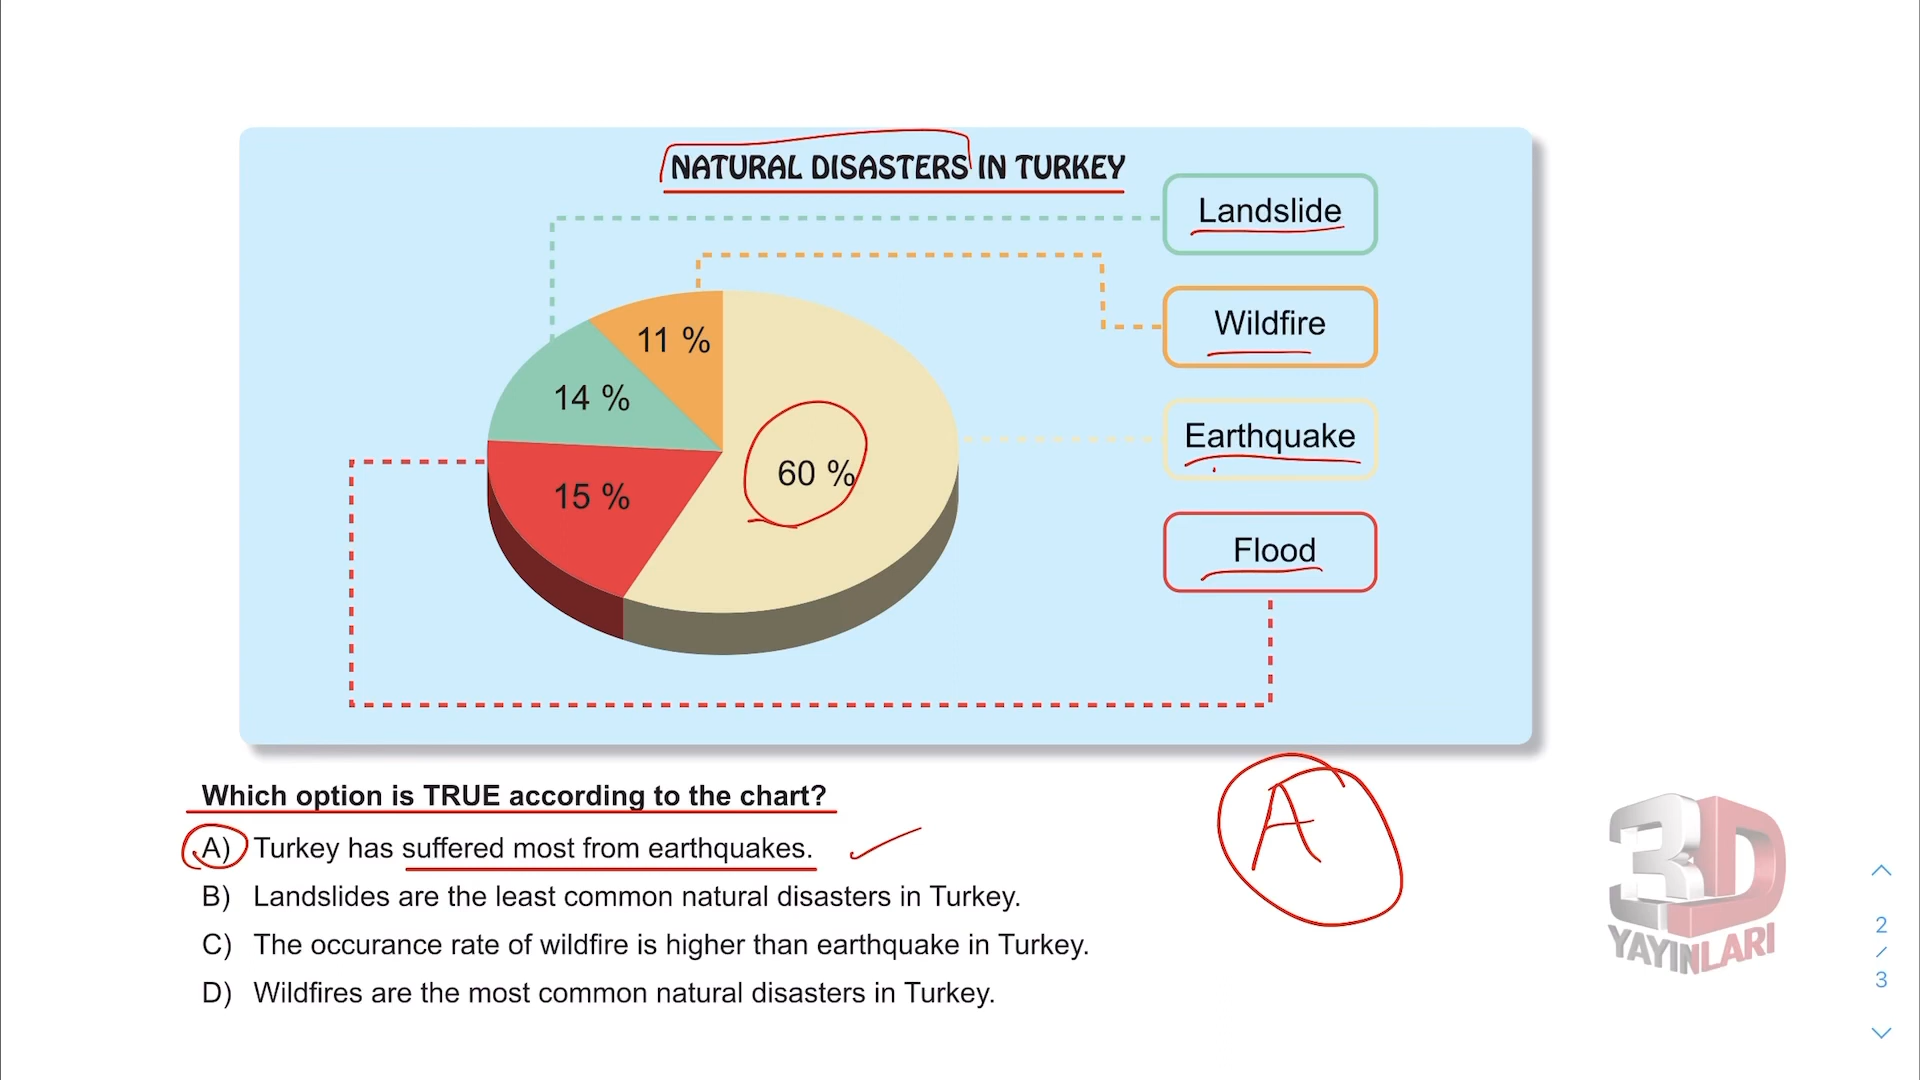 NATURAL DISASTERS IN TURKEY
Landslide
Wildfire
Earthquake
Flood
11 %
14 %
60 %
15 %
Which option is TRUE according to the chart?
A) Turkey has suffered most from earthquakes.
B) Landslides are the least common natural disasters in Turkey.
C) The occurance rate of wildfire is higher than earthquake in Turkey.
D) Wildfires are the most common natural disasters in Turkey.
A
3D
YAYINLARI
2
/
3